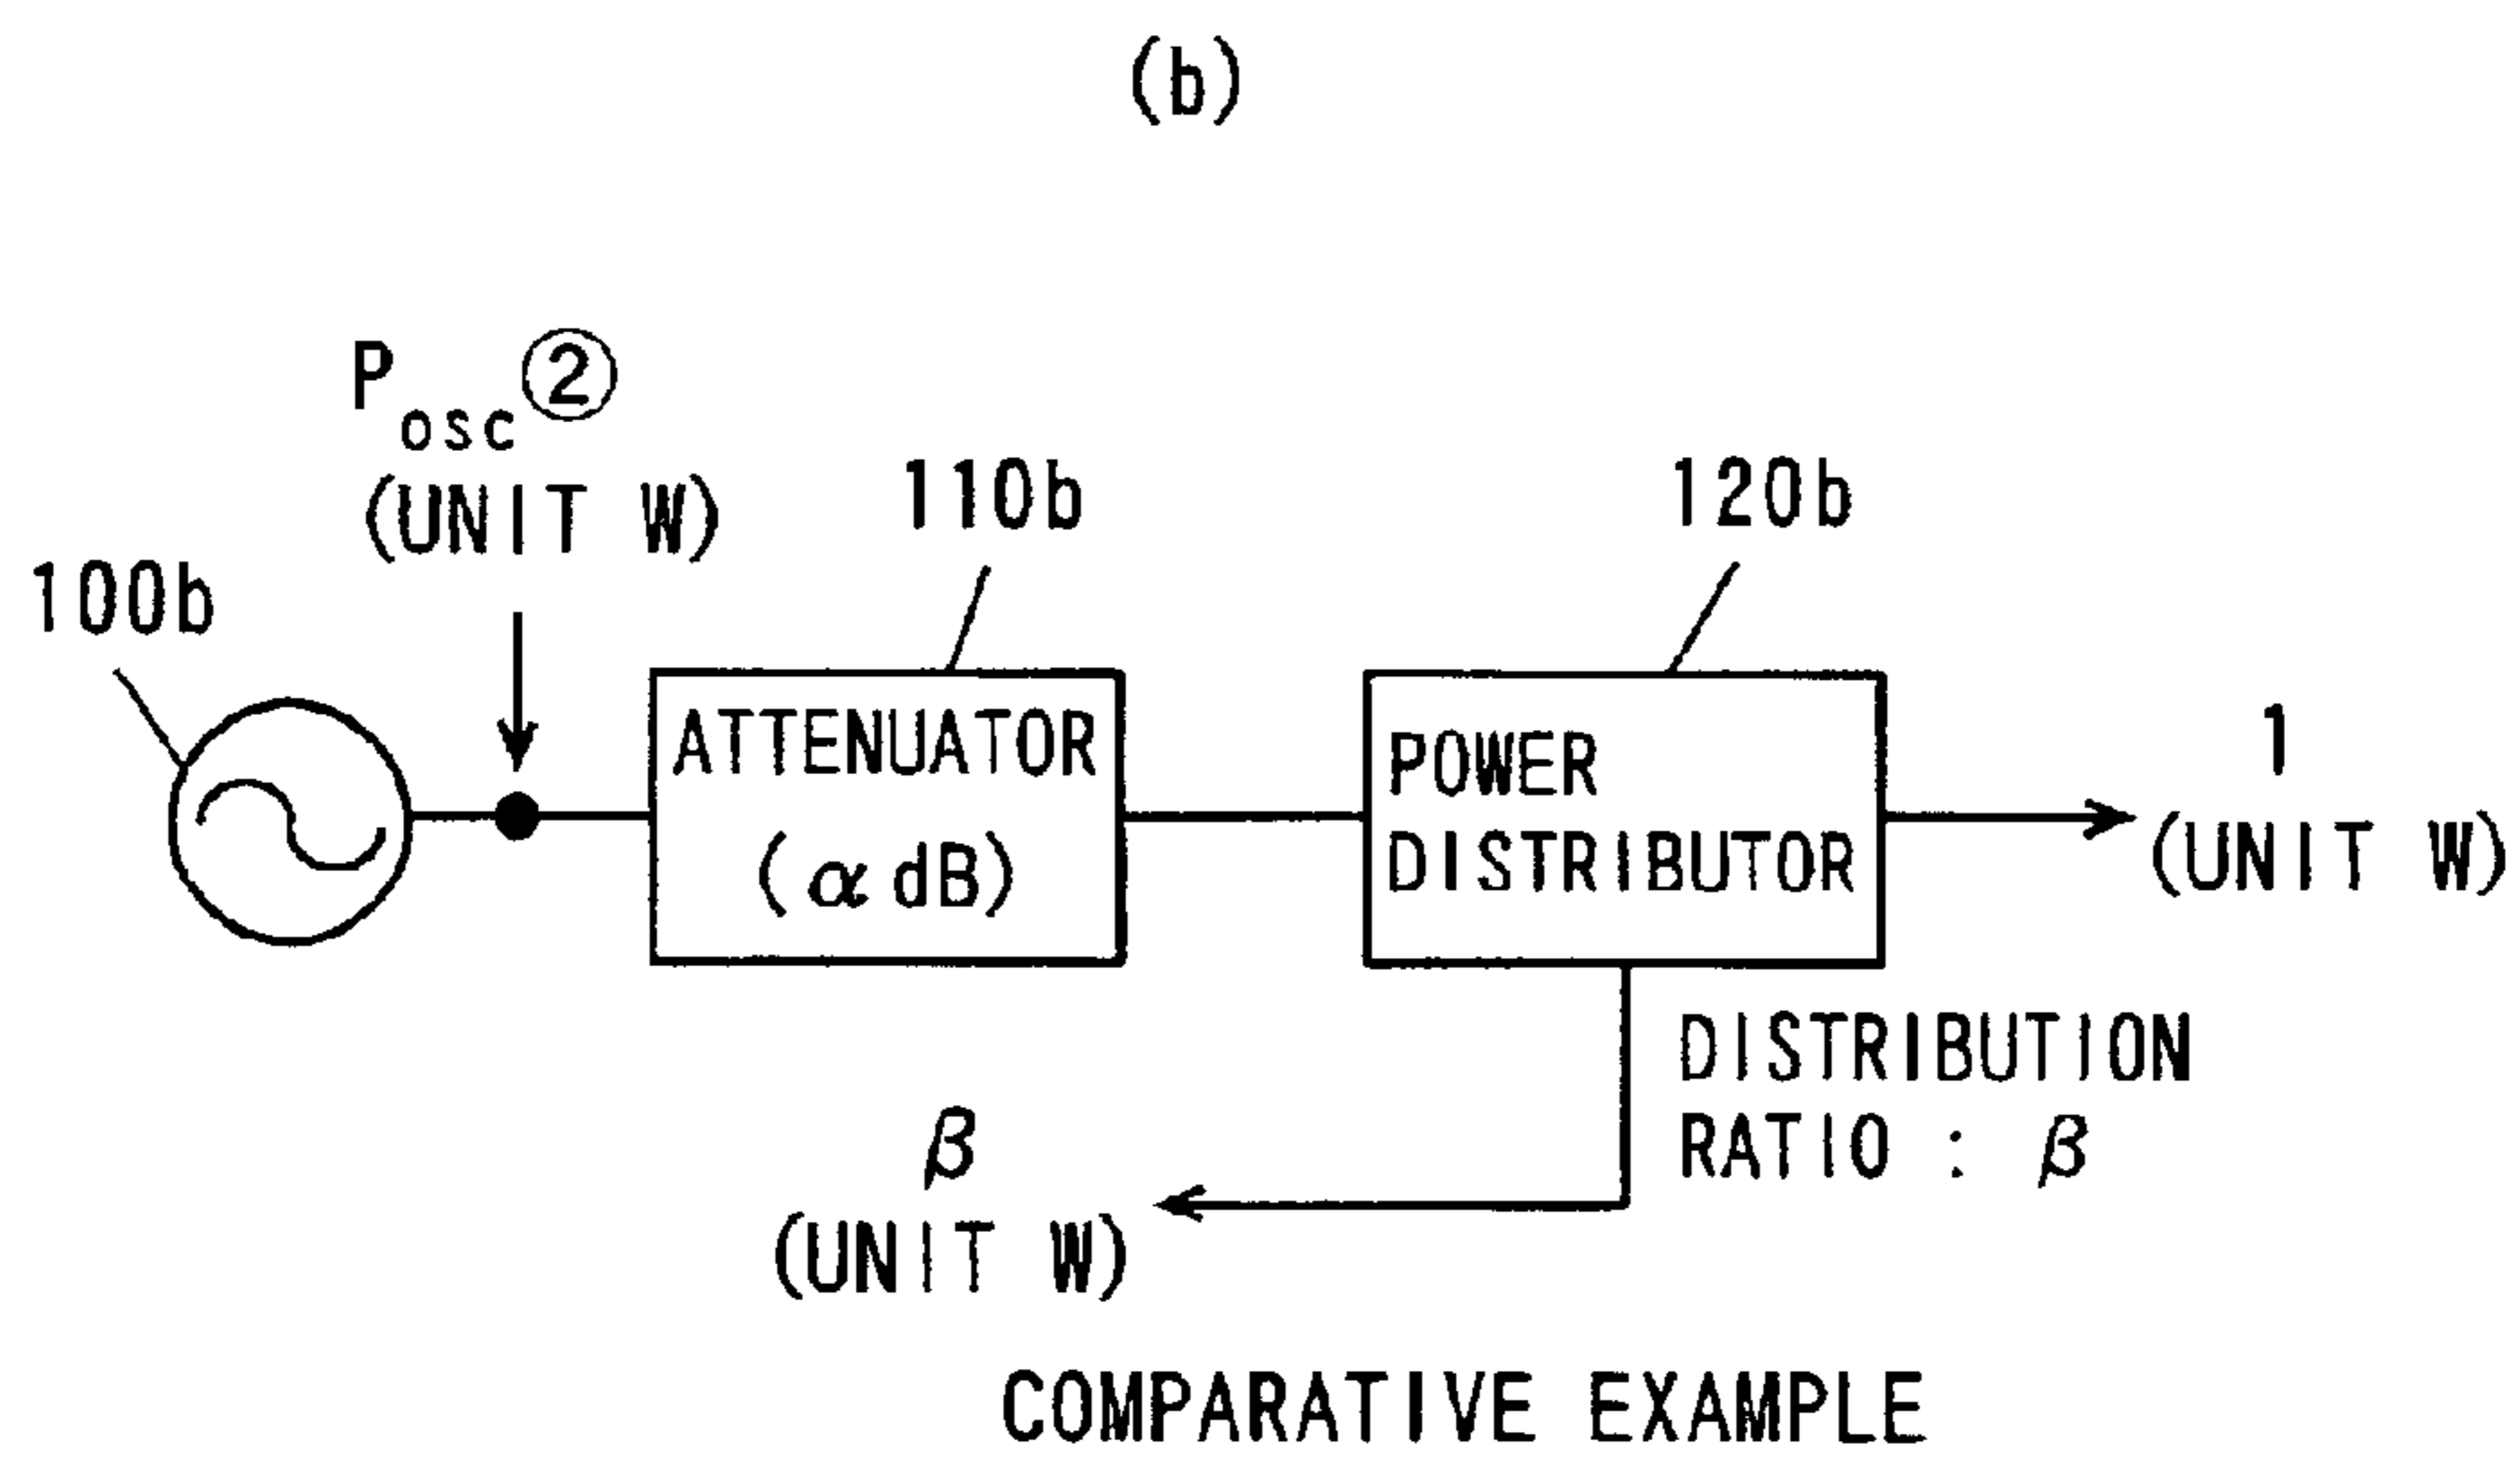 (b)
P osc ②
(UNIT W)
100b
110b
120b
ATTENUATOR
(α dB)
POWER
DISTRIBUTOR
1
(UNIT W)
DISTRIBUTION
RATIO : β
β
(UNIT W)
COMPARATIVE EXAMPLE